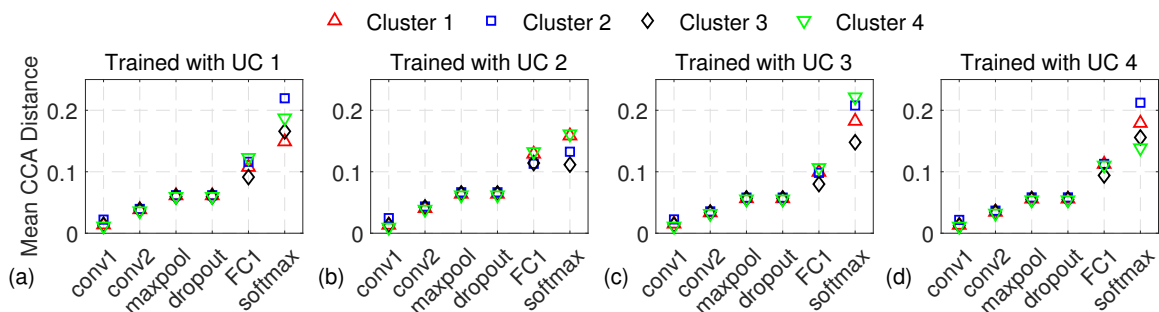 Cluster 1 Cluster 2 Cluster 3 Cluster 4
Trained with UC 1 Trained with UC 2 Trained with UC 3 Trained with UC 4
Mean CCA Distance
0.2 0.2 0.2 0.2
0.1 0.1 0.1 0.1
0 0 0 0
(a) conv1 conv2 maxpool dropout FC1 softmax
(b) conv1 conv2 maxpool dropout FC1 softmax
(c) conv1 conv2 maxpool dropout FC1 softmax
(d) conv1 conv2 maxpool dropout FC1 softmax